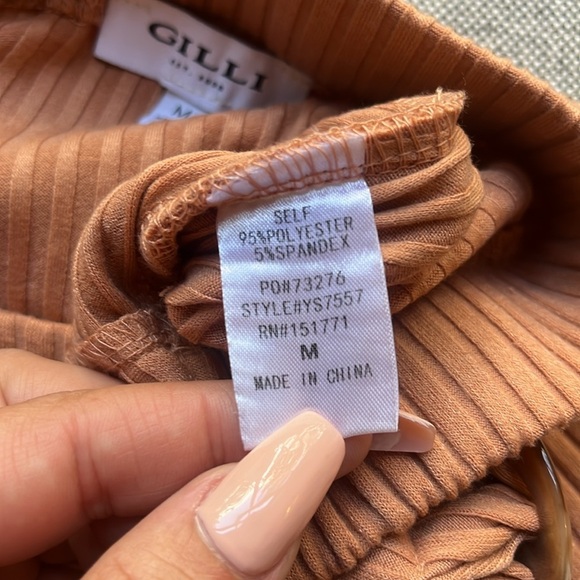 GILLI
M
SELF
95%POLYESTER
5%SPANDEX
PO#73276
STYLE#YS7557
RN#151771
M
MADE IN CHINA